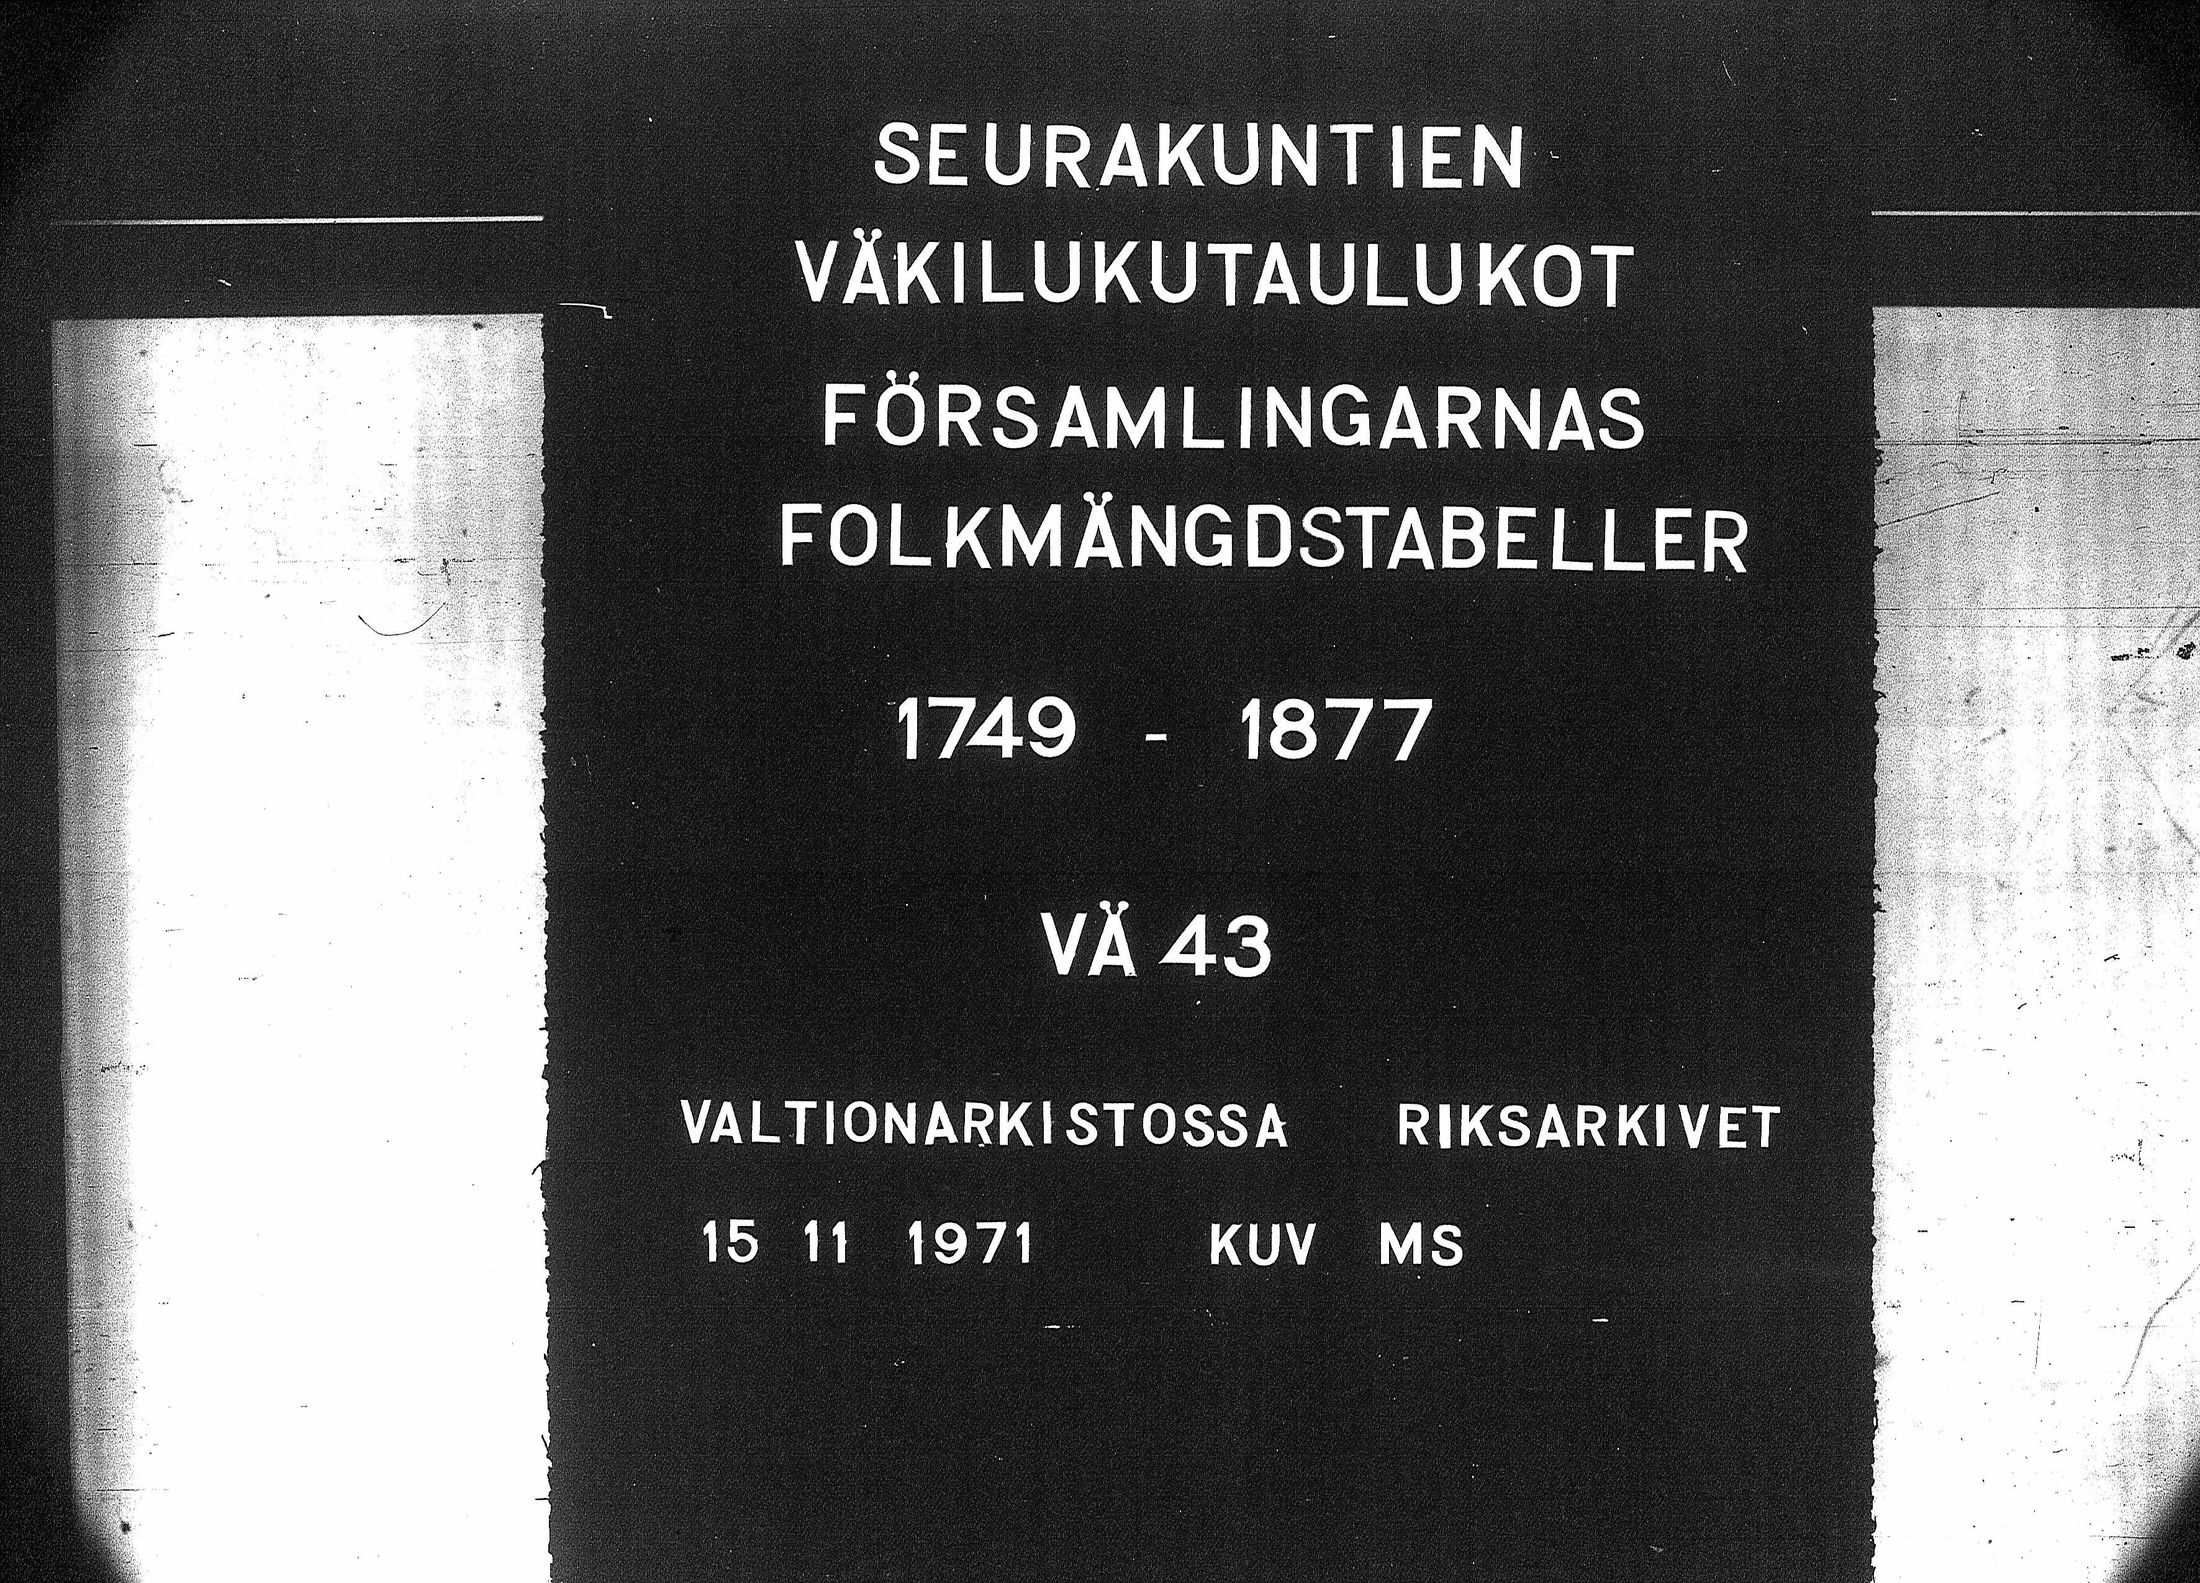 SEURAKUNTIEN
VÄKILUKUTAULUKOT
FÖRSAMLINGARNAS
FOLKMÄNGDSTABELLER
1749 - 1877
VÄ 43
VALTIONARKISTOSSA RIKSARKIVET
15 11 1971 KUV MS